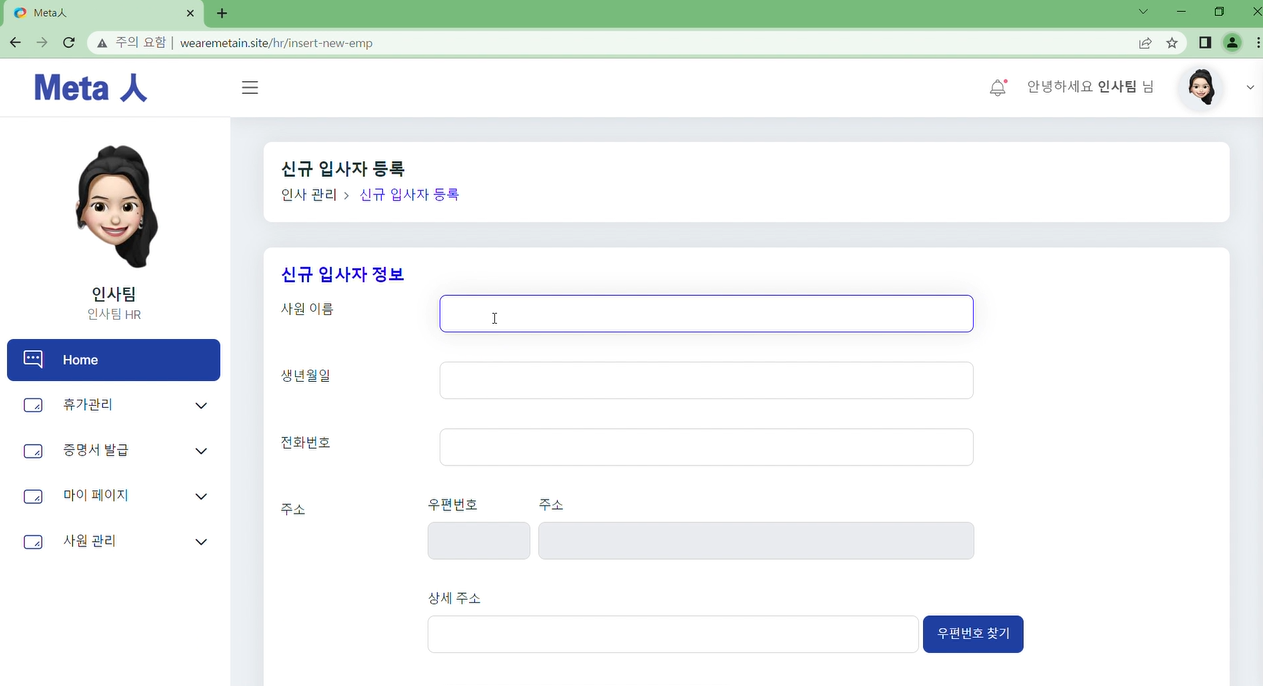 Meta人
주의 요함 | wearemetain.site/hr/insert-new-emp
Meta 人
안녕하세요 인사팀 님
인사팀
인사팀 HR
Home
휴가관리
증명서 발급
마이 페이지
사원 관리
신규 입사자 등록
인사 관리 > 신규 입사자 등록
신규 입사자 정보
사원 이름
생년월일
전화번호
주소
우편번호 주소
상세 주소
우편번호 찾기